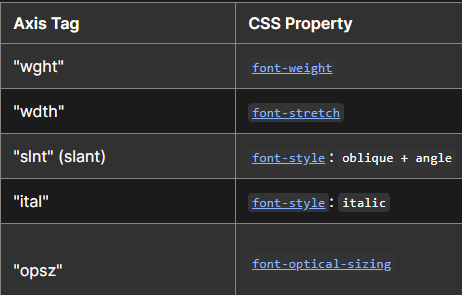 Axis Tag CSS Property
"wght" font-weight
"wdth" font-stretch
"slnt" (slant) font-style: oblique + angle
"ital" font-style: italic
"opsz" font-optical-sizing